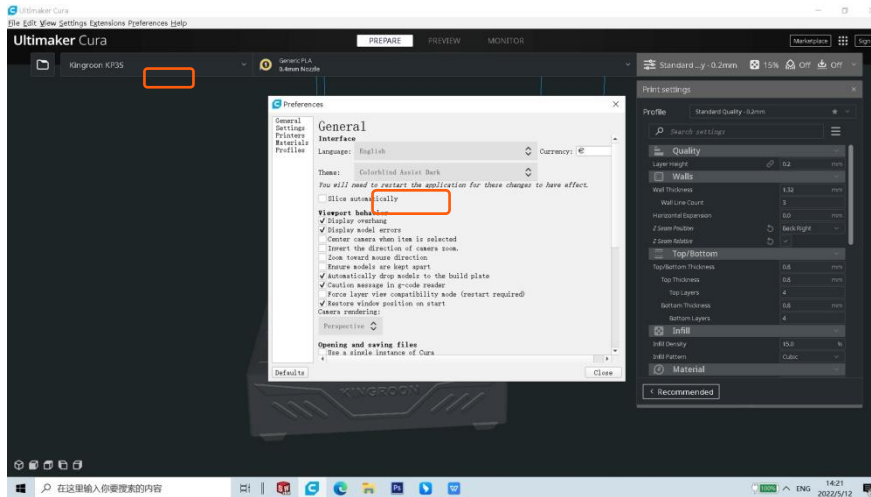 Ultimaker Cura
File Edit View Settings Extensions Preferences Help
Ultimaker Cura
PREPARE PREVIEW MONITOR
Marketplace
Sign
Kingroon KP3S
Generic PLA
0.4mm Nozzle
Standard ...y - 0.2mm 15% Off Off
Preferences
General
Settings
Printers
Materials
Profiles
General
Interface
Language: English Currency: €
Theme: Colorblind Assist Dark
You will need to restart the application for these changes to have effect.
Slice automatically
Viewport behavior
Display overhang
Display model errors
Center camera when item is selected
Invert the direction of camera zoom.
Zoom toward mouse direction
Ensure models are kept apart
Automatically drop models to the build plate
Caution message in g-code reader
Force layer view compatibility mode (restart required)
Restore window position on start
Camera rendering:
Perspective
Opening and saving files
Use a single instance of Cura
Defaults Close
Print settings
Profile Standard Quality - 0.2mm
Search settings
Quality
Layer Height 0.2 mm
Walls
Wall Thickness 1.32 mm
Wall Line Count 3
Horizontal Expansion 0.0 mm
Z Seam Position Back Right
Z Seam Relative
Top/Bottom
Top/Bottom Thickness 0.8 mm
Top Thickness 0.8 mm
Top Layers 4
Bottom Thickness 0.8 mm
Bottom Layers 4
Infill
Infill Density 15.0 %
Infill Pattern Cubic
Material
Recommended
KINGROON
在这里输入你要搜索的内容
100% ENG 14:21
2022/5/12